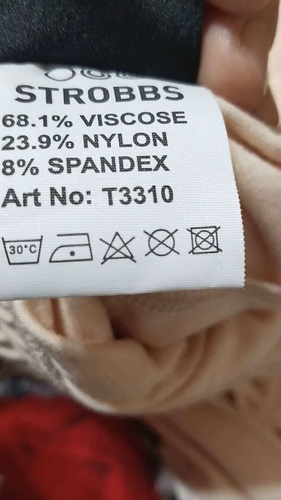 STROBBS
68.1% VISCOSE
23.9% NYLON
8% SPANDEX
Art No: T3310
30°C